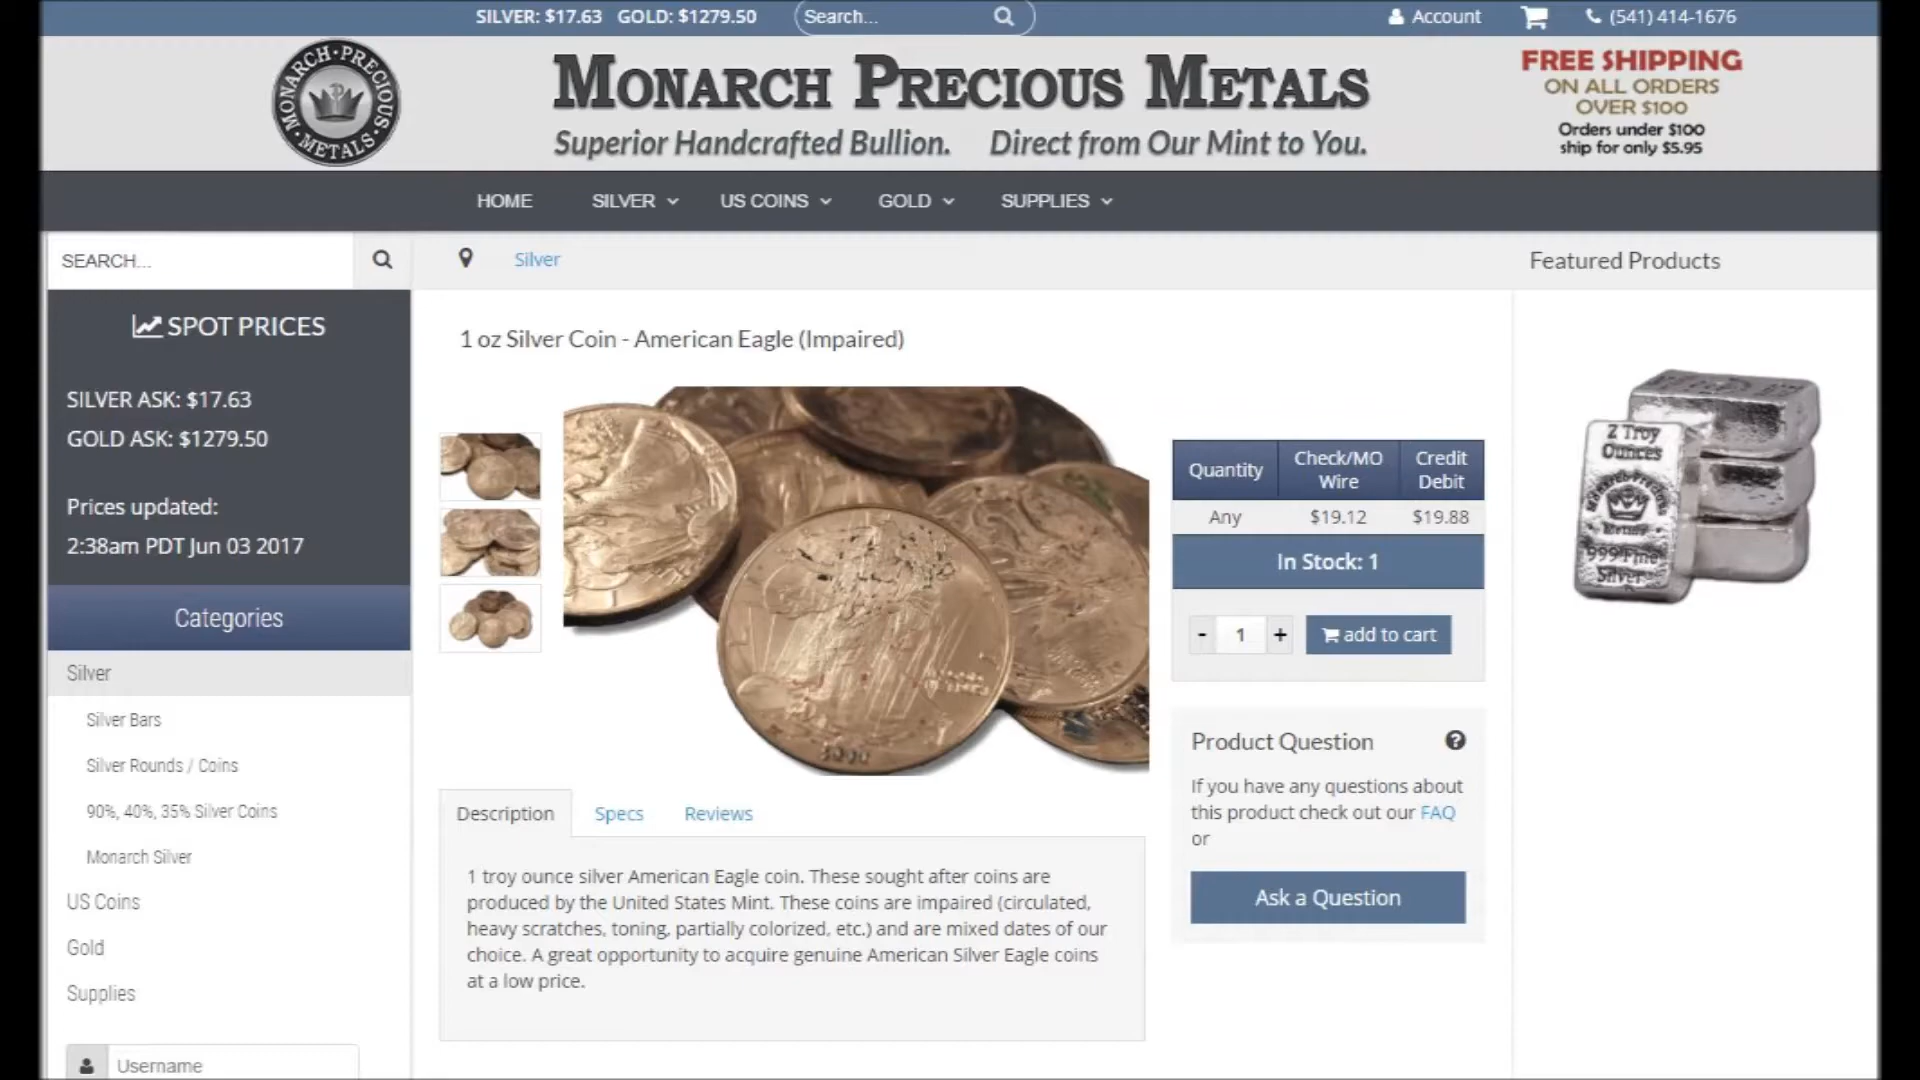 SILVER: $17.63 GOLD: $1279.50
Search...
Account
(541) 414-1676
MONARCH·PRECIOUS
·METALS·
MONARCH PRECIOUS METALS
Superior Handcrafted Bullion. Direct from Our Mint to You.
FREE SHIPPING
ON ALL ORDERS
OVER $100
Orders under $100
ship for only $5.95
HOME SILVER US COINS GOLD SUPPLIES
SEARCH...
Silver
Featured Products
SPOT PRICES
SILVER ASK: $17.63
GOLD ASK: $1279.50
Prices updated:
2:38am PDT Jun 03 2017
Categories
Silver
Silver Bars
Silver Rounds / Coins
90%, 40%, 35% Silver Coins
Monarch Silver
US Coins
Gold
Supplies
Username
1 oz Silver Coin - American Eagle (Impaired)
Quantity
Check/MO
Wire
Credit
Debit
Any $19.12 $19.88
In Stock: 1
- 1 +
add to cart
Product Question
If you have any questions about
this product check out our FAQ
or
Ask a Question
Description Specs Reviews
1 troy ounce silver American Eagle coin. These sought after coins are
produced by the United States Mint. These coins are impaired (circulated,
heavy scratches, toning, partially colorized, etc.) and are mixed dates of our
choice. A great opportunity to acquire genuine American Silver Eagle coins
at a low price.
2 Troy
Ounces
Monarch Precious
Metals
999 Fine
Silver